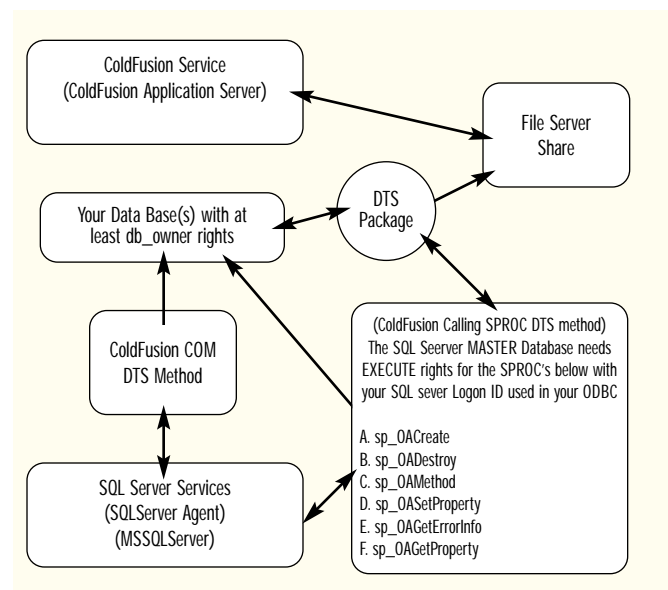 ColdFusion Service
(ColdFusion Application Server)
File Server
Share
DTS
Package
Your Data Base(s) with at
least db_owner rights
ColdFusion COM
DTS Method
(ColdFusion Calling SPROC DTS method)
The SQL Seerver MASTER Database needs
EXECUTE rights for the SPROC's below with
your SQL sever Logon ID used in your ODBC
A. sp_OACreate
B. sp_OADestroy
C. sp_OAMethod
D. sp_OASetProperty
E. sp_OAGetErrorInfo
F. sp_OAGetProperty
SQL Server Services
(SQLServer Agent)
(MSSQLServer)